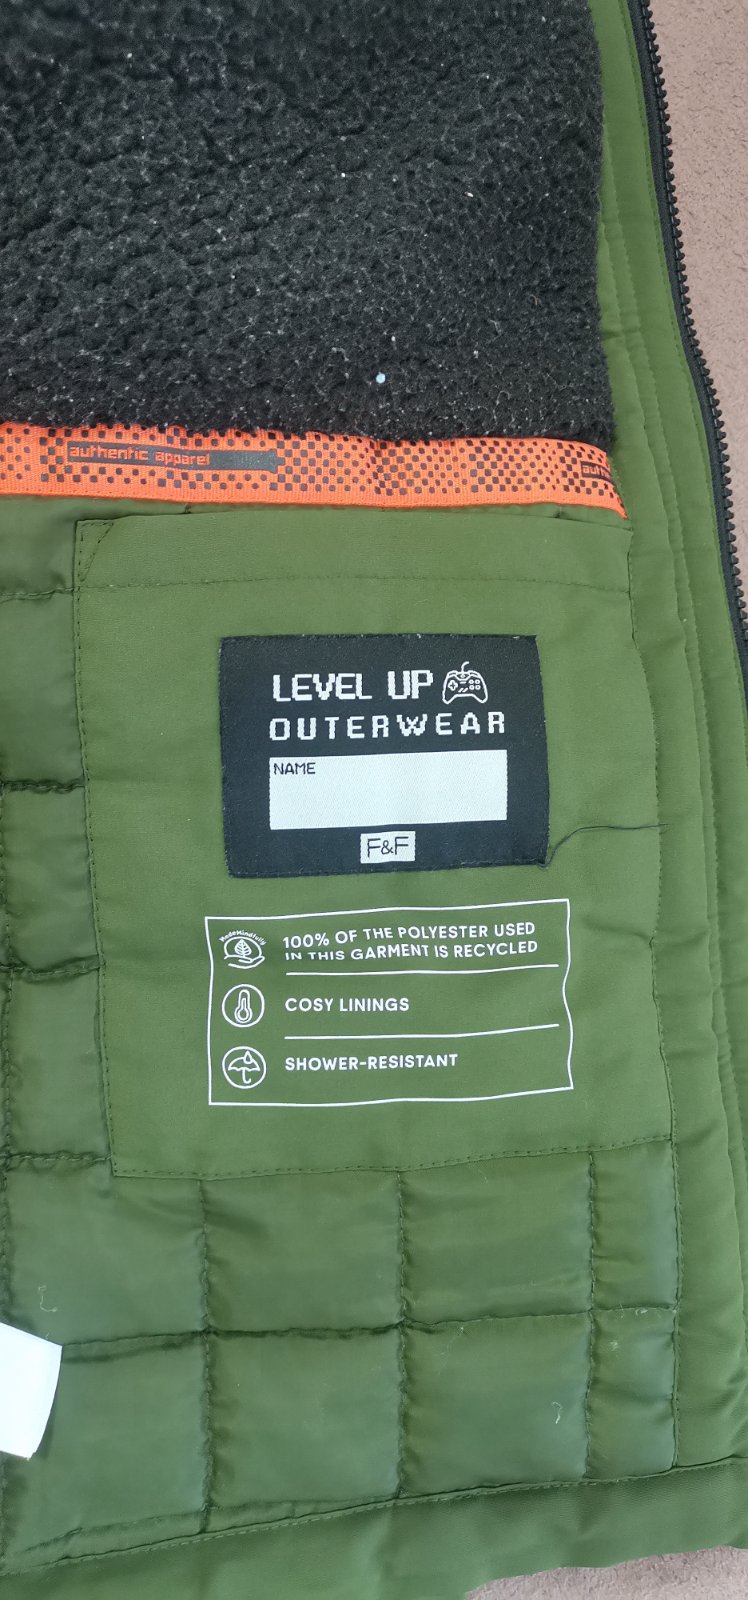 authentic apparel
LEVEL UP
OUTERWEAR
NAME
F&F
MadeMindfully
100% OF THE POLYESTER USED
IN THIS GARMENT IS RECYCLED
COSY LININGS
SHOWER-RESISTANT